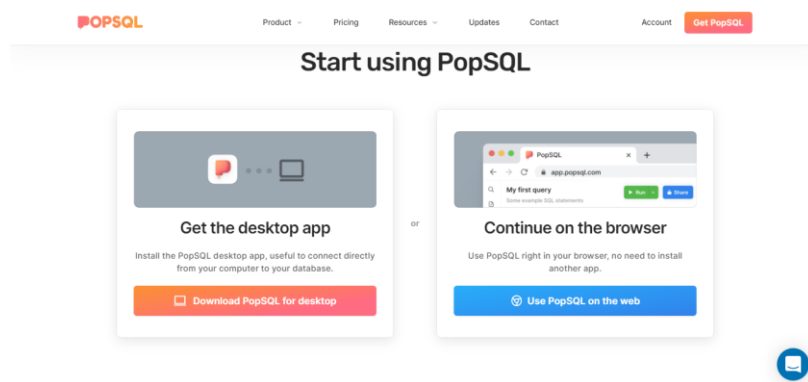 POPSQL
Product
Pricing
Resources
Updates
Contact
Account
Get PopSQL
Start using PopSQL
Get the desktop app
Install the PopSQL desktop app, useful to connect directly
from your computer to your database.
Download PopSQL for desktop
or
PopSQL
app.popsql.com
My first query
Some example SQL statements
Run
Share
Continue on the browser
Use PopSQL right in your browser, no need to install
another app.
Use PopSQL on the web